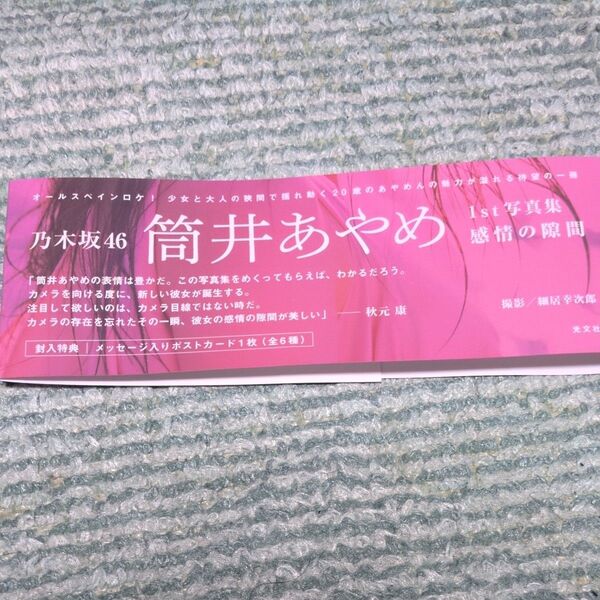 オールスペインロケ! 少女と大人の狭間で揺れ動く20歳のあやめんの魅力が溢れる待望の一冊
乃木坂46 筒井あやめ 1st写真集
感情の隙間
「筒井あやめの表情は豊かだ。この写真集をめくってもらえば、わかるだろう。
カメラを向ける度に、新しい彼女が誕生する。
注目して欲しいのは、カメラ目線ではない時だ。
カメラの存在を忘れたその一瞬、彼女の感情の隙間が美しい」── 秋元 康
撮影/細居幸次郎
封入特典 | メッセージ入りポストカード1枚(全6種)
光文社